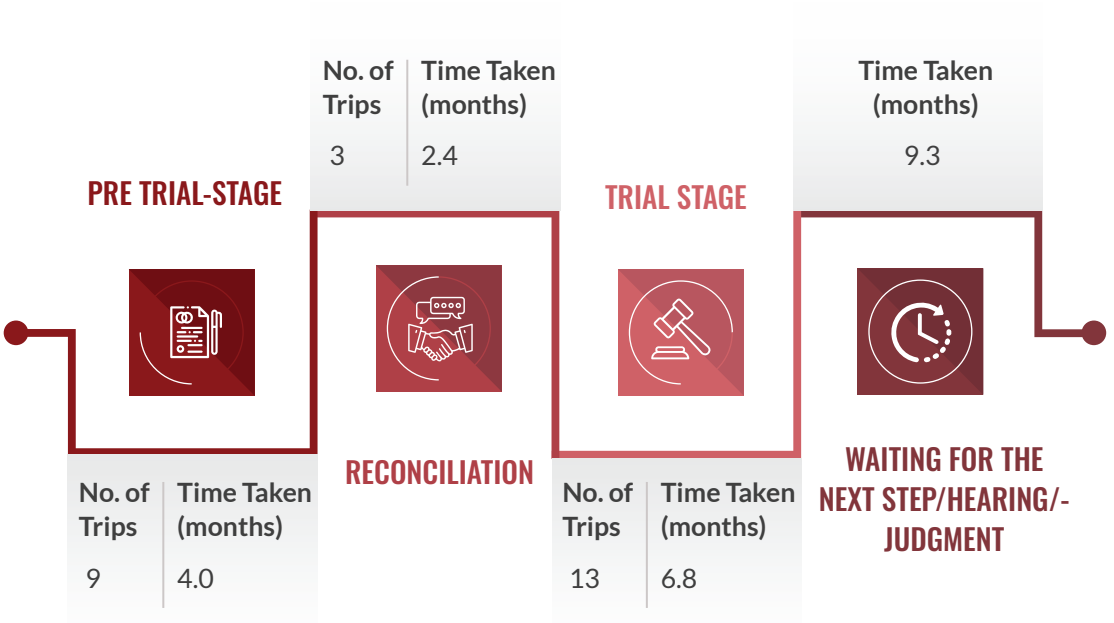 PRE TRIAL-STAGE
No. of Trips
9
Time Taken (months)
4.0
No. of Trips
3
Time Taken (months)
2.4
RECONCILIATION
TRIAL STAGE
No. of Trips
13
Time Taken (months)
6.8
Time Taken (months)
9.3
WAITING FOR THE
NEXT STEP/HEARING/-
JUDGMENT